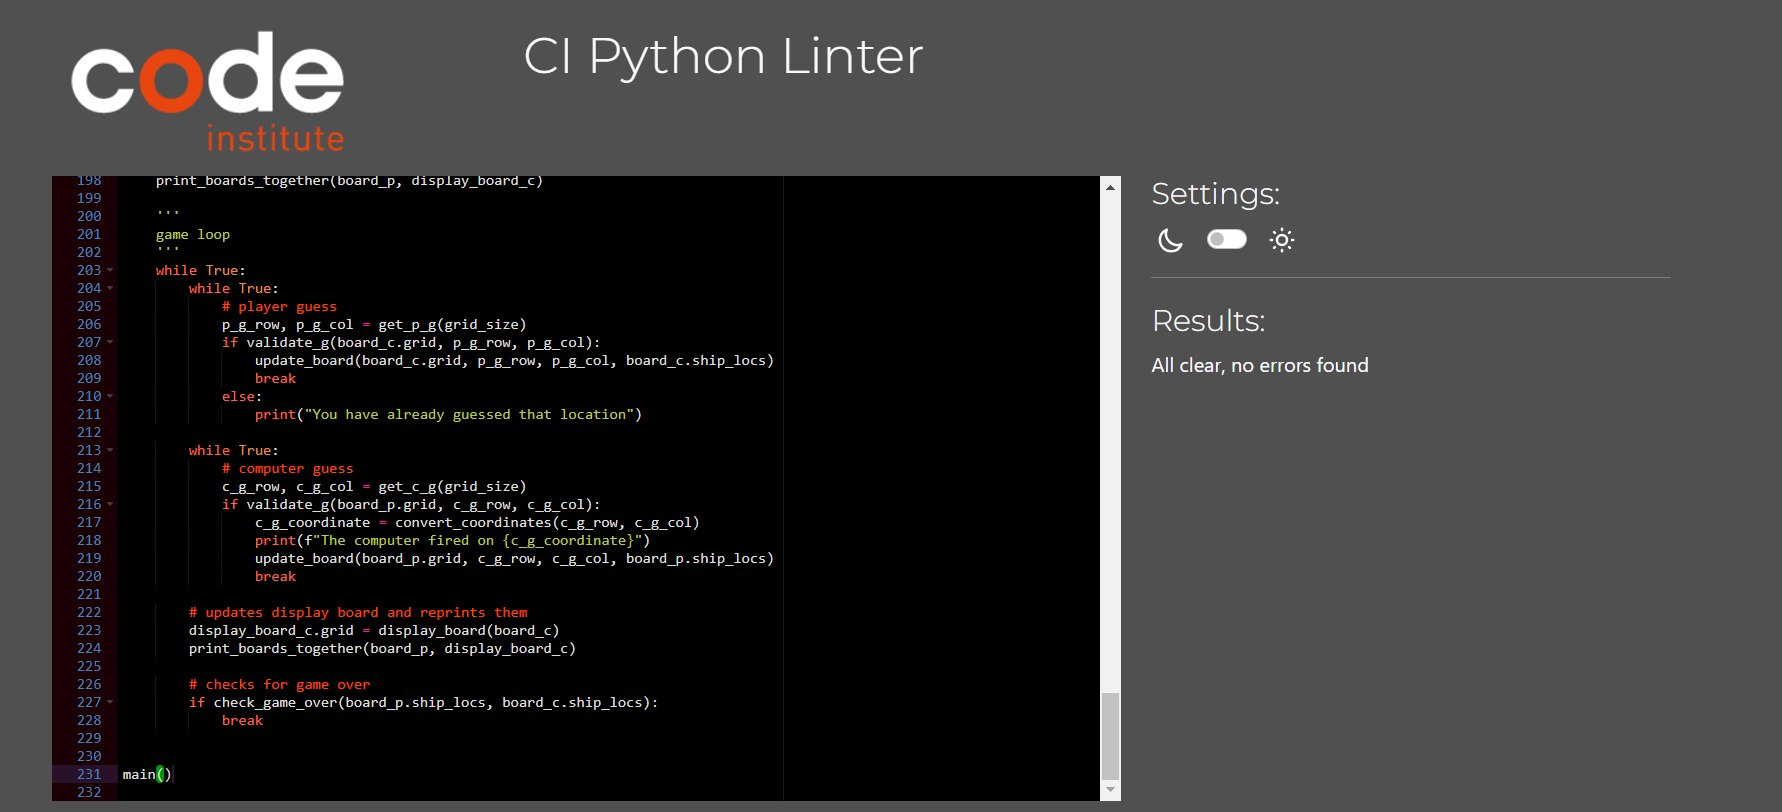 code
institute
CI Python Linter
198 print_boards_together(board_p, display_board_c)
199
200 '''
201 game loop
202 '''
203 while True:
204 while True:
205 # player guess
206 p_g_row, p_g_col = get_p_g(grid_size)
207 if validate_g(board_c.grid, p_g_row, p_g_col):
208 update_board(board_c.grid, p_g_row, p_g_col, board_c.ship_locs)
209 break
210 else:
211 print("You have already guessed that location")
212
213 while True:
214 # computer guess
215 c_g_row, c_g_col = get_c_g(grid_size)
216 if validate_g(board_p.grid, c_g_row, c_g_col):
217 c_g_coordinate = convert_coordinates(c_g_row, c_g_col)
218 print(f"The computer fired on {c_g_coordinate}")
219 update_board(board_p.grid, c_g_row, c_g_col, board_p.ship_locs)
220 break
221
222 # updates display board and reprints them
223 display_board_c.grid = display_board(board_c)
224 print_boards_together(board_p, display_board_c)
225
226 # checks for game over
227 if check_game_over(board_p.ship_locs, board_c.ship_locs):
228 break
229
230
231 main()
232
Settings:
Results:
All clear, no errors found